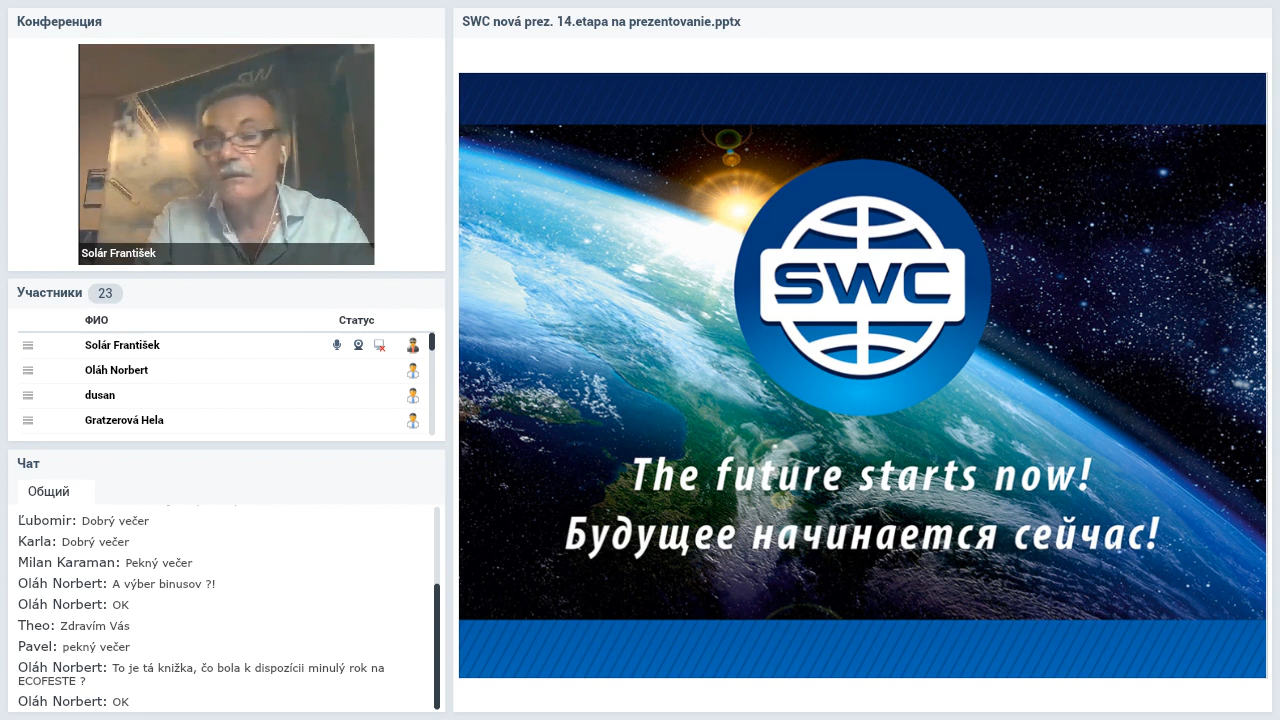 Конференция
SWC
Solár František
Участники 23
ФИО Статус
Solár František
Oláh Norbert
dusan
Gratzerová Hela
Чат
Общий
Ľubomir: Dobrý večer
Karla: Dobrý večer
Milan Karaman: Pekný večer
Oláh Norbert: A výber binusov ?!
Oláh Norbert: OK
Theo: Zdravím Vás
Pavel: pekný večer
Oláh Norbert: To je tá knižka, čo bola k dispozícii minulý rok na
ECOFESTE ?
Oláh Norbert: OK
SWC nová prez. 14.etapa na prezentovanie.pptx
SWC
The future starts now!
Будущее начинается сейчас!